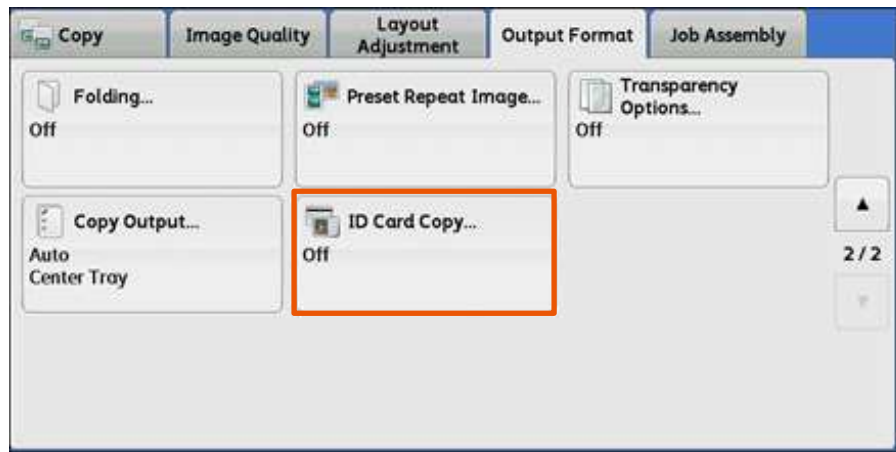 Copy
Image Quality
Layout
Adjustment
Output Format
Job Assembly
Folding...
Off
Preset Repeat Image...
Off
Transparency
Options...
Off
Copy Output...
Auto
Center Tray
ID Card Copy...
Off
2/2